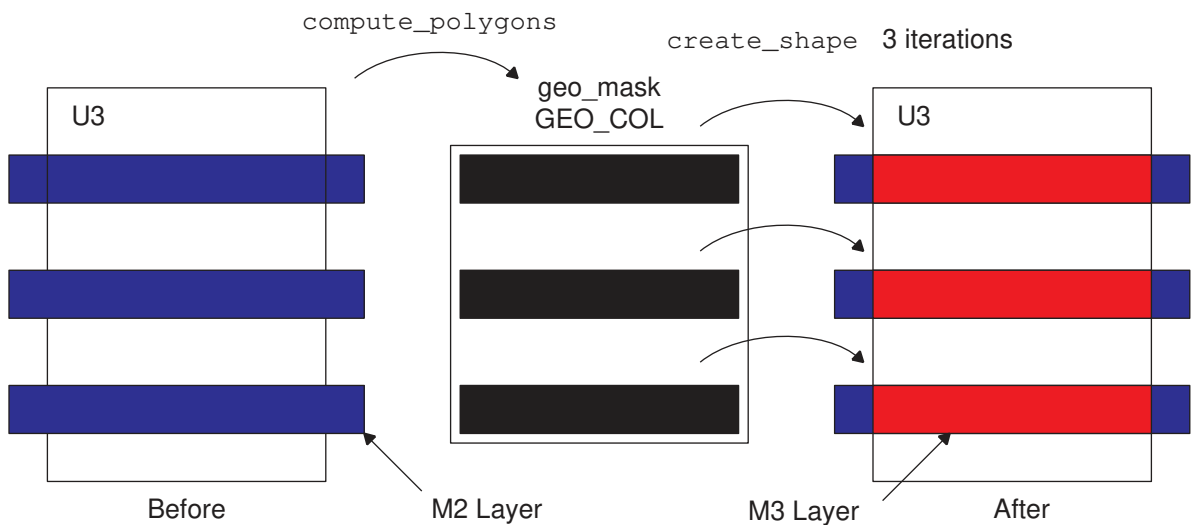 compute_polygons
create_shape 3 iterations
geo_mask
GEO_COL
U3
U3
Before
M2 Layer
M3 Layer
After